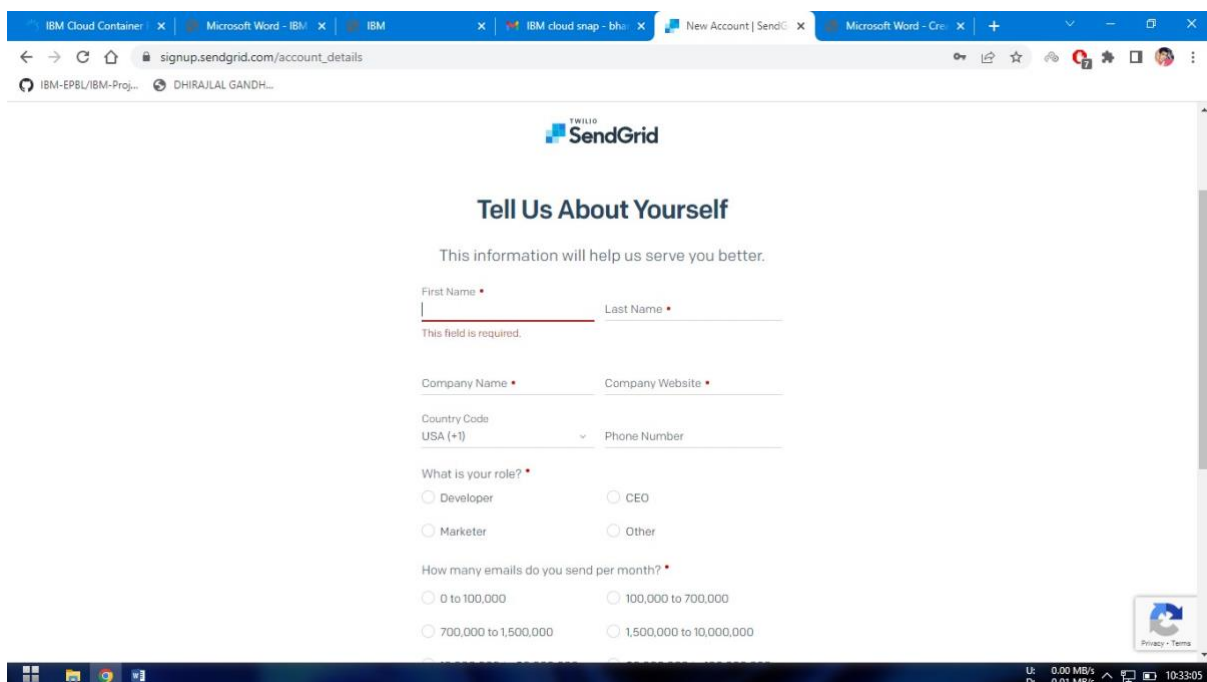 IBM Cloud Container
Microsoft Word - IBM
IBM
IBM cloud snap - bha
New Account | SendG
Microsoft Word - Cre
signup.sendgrid.com/account_details
7
IBM-EPBL/IBM-Proj...
DHIRAJLAL GANDH...
TWILIO
SendGrid
Tell Us About Yourself
This information will help us serve you better.
First Name •
Last Name •
This field is required.
Company Name •
Company Website •
Country Code
USA (+1)
Phone Number
What is your role? •
Developer
CEO
Marketer
Other
How many emails do you send per month? •
0 to 100,000
100,000 to 700,000
700,000 to 1,500,000
1,500,000 to 10,000,000
Privacy - Terms
U: 0.00 MB/s
D: 0.01 MB/s
10:33:05